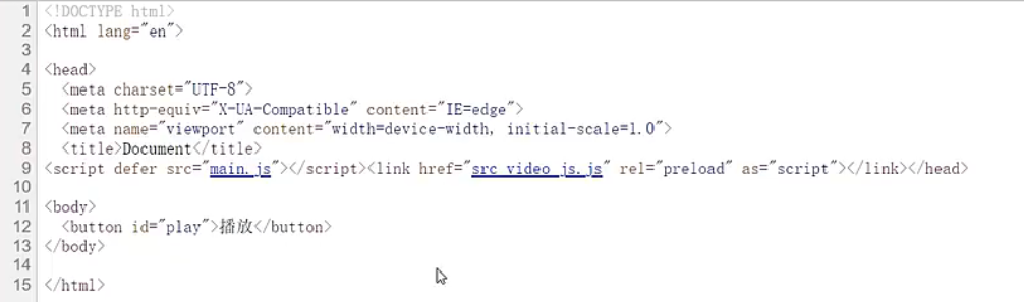 1 <!DOCTYPE html>
2 <html lang="en">
3
4 <head>
5 <meta charset="UTF-8">
6 <meta http-equiv="X-UA-Compatible" content="IE=edge">
7 <meta name="viewport" content="width=device-width, initial-scale=1.0">
8 <title>Document</title>
9 <script defer src="main.js"></script><link href="src_video_js.js" rel="preload" as="script"></link></head>
10
11 <body>
12 <button id="play">播放</button>
13 </body>
14
15 </html>